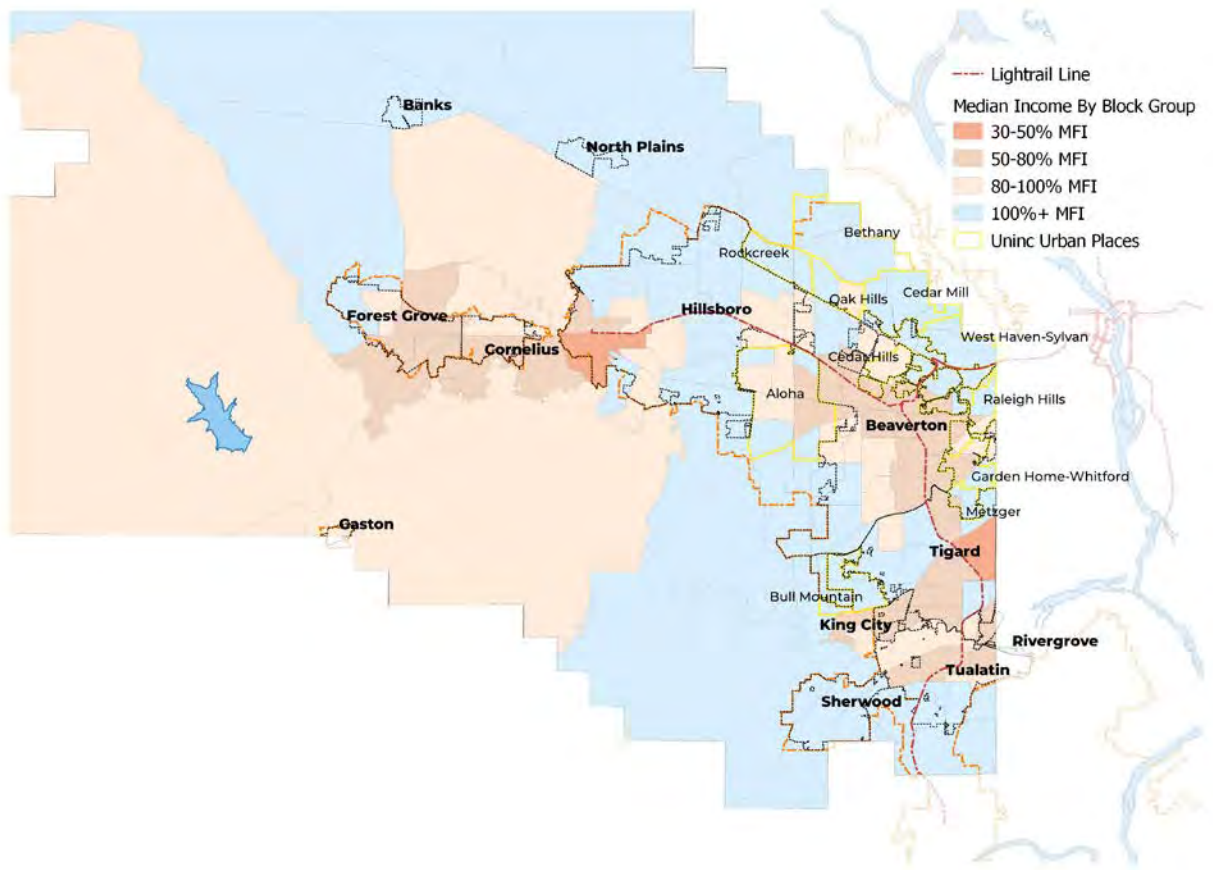 Lightrail Line
Median Income By Block Group
30-50% MFI
50-80% MFI
80-100% MFI
100%+ MFI
Uninc Urban Places
Banks
North Plains
Bethany
Rockcreek
Oak Hills
Cedar Mill
Hillsboro
Forest Grove
West Haven-Sylvan
Cornelius
Cedar Hills
Aloha
Raleigh Hills
Beaverton
Garden Home-Whitford
Metzger
Gaston
Tigard
Bull Mountain
King City
Rivergrove
Tualatin
Sherwood